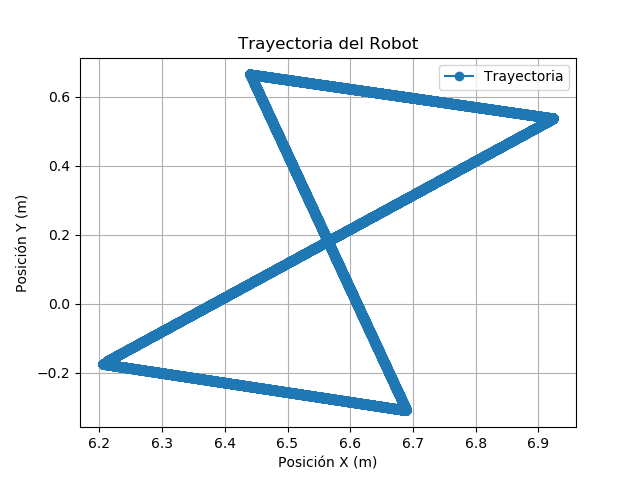 Trayectoria del Robot
Trayectoria
Posición Y (m)
0.6
0.4
0.2
0.0
−0.2
6.2 6.3 6.4 6.5 6.6 6.7 6.8 6.9
Posición X (m)